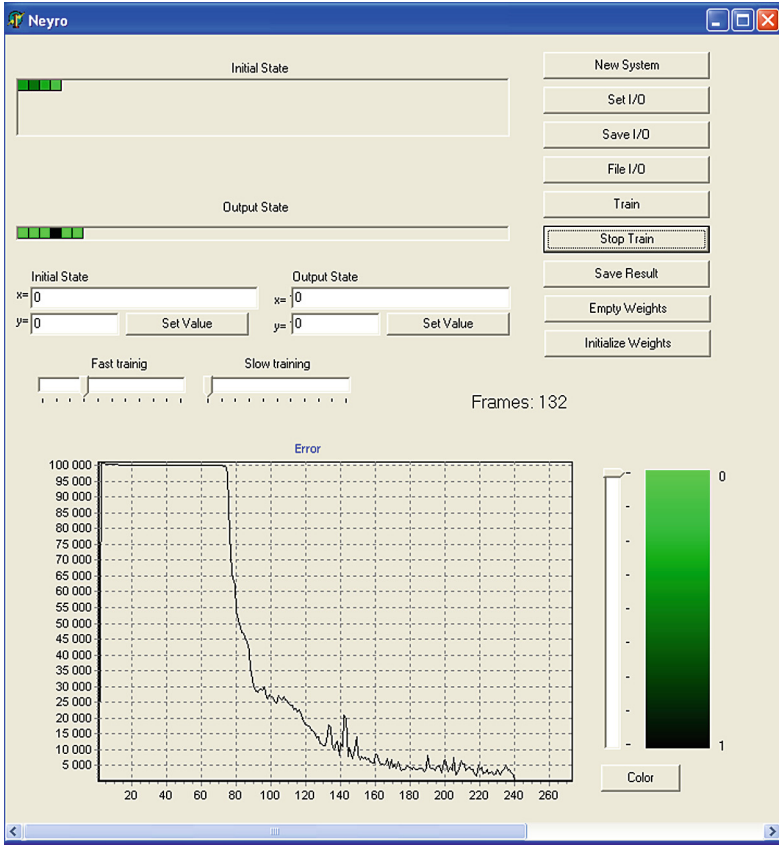 Neyro
Initial State
New System
Set I/O
Save I/O
File I/O
Output State
Train
Stop Train
Initial State
Output State
Save Result
x= 0
x= 0
y= 0
Set Value
y= 0
Set Value
Empty Weights
Initialize Weights
Fast trainig
Slow training
Frames: 132
Error
100 000
95 000
90 000
85 000
80 000
75 000
70 000
65 000
60 000
55 000
50 000
45 000
40 000
35 000
30 000
25 000
20 000
15 000
10 000
5 000
20 40 60 80 100 120 140 160 180 200 220 240 260
0
1
Color